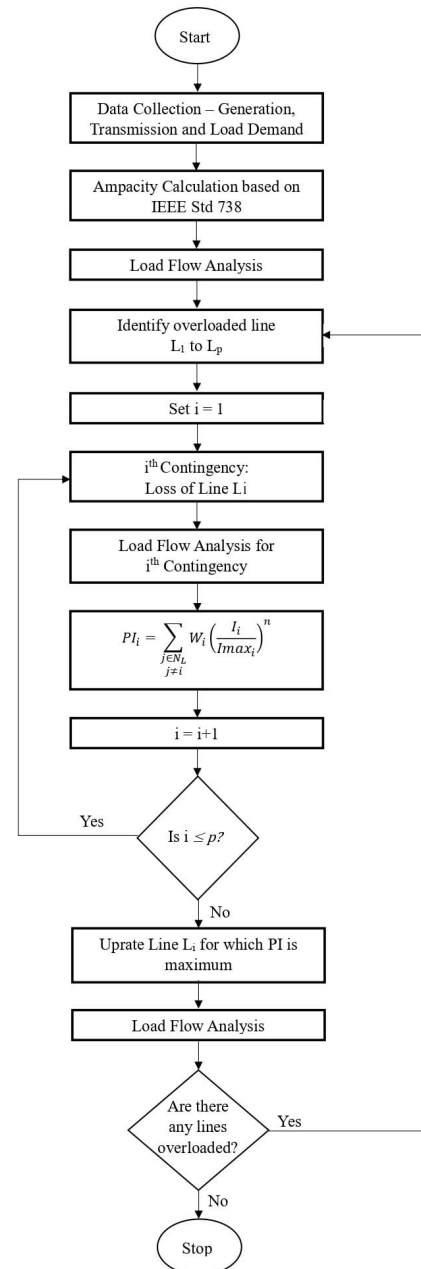 Start
Data Collection – Generation,
Transmission and Load Demand
Ampacity Calculation based on
IEEE Std 738
Load Flow Analysis
Identify overloaded line
L₁ to Lₚ
Set i = 1
iᵗʰ Contingency:
Loss of Line Li
Load Flow Analysis for
iᵗʰ Contingency
PIᵢ = ∑ Wᵢ (Iᵢ / Imaxᵢ)ⁿ
j∈N_L
j≠i
i = i+1
Yes
Is i ≤ p?
No
Uprate Line Lᵢ for which PI is
maximum
Load Flow Analysis
Are there
any lines
overloaded?
Yes
No
Stop